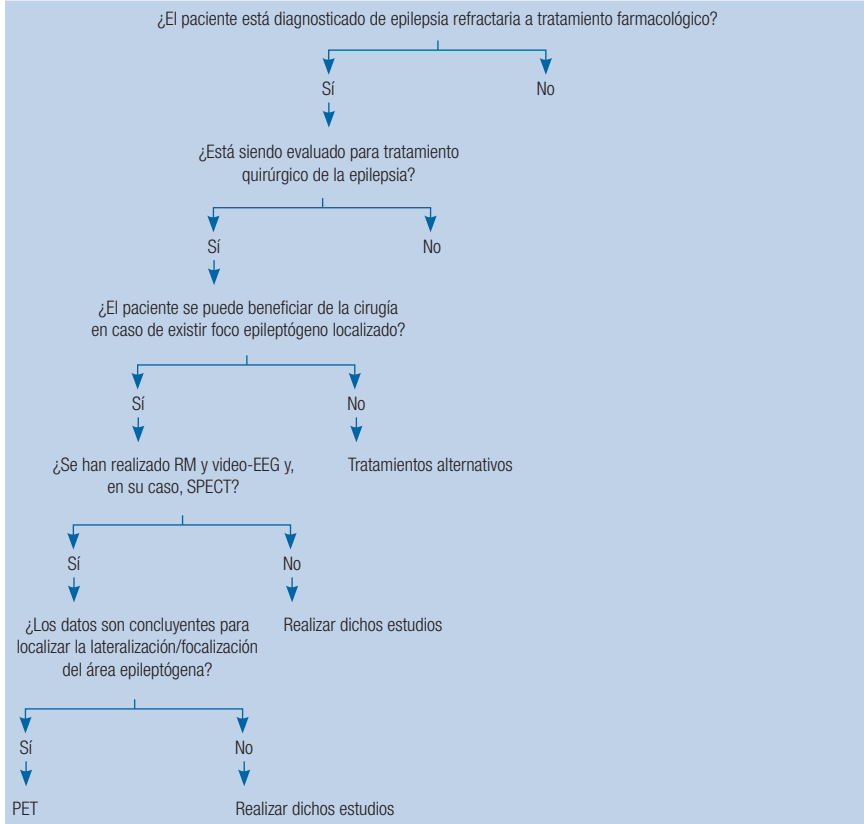 ¿El paciente está diagnosticado de epilepsia refractaria a tratamiento farmacológico?
Sí
No
¿Está siendo evaluado para tratamiento
quirúrgico de la epilepsia?
Sí
No
¿El paciente se puede beneficiar de la cirugía
en caso de existir foco epileptógeno localizado?
Sí
No
¿Se han realizado RM y video-EEG y,
en su caso, SPECT?
Tratamientos alternativos
Sí
No
¿Los datos son concluyentes para
localizar la lateralización/focalización
del área epileptógena?
Realizar dichos estudios
Sí
No
PET
Realizar dichos estudios